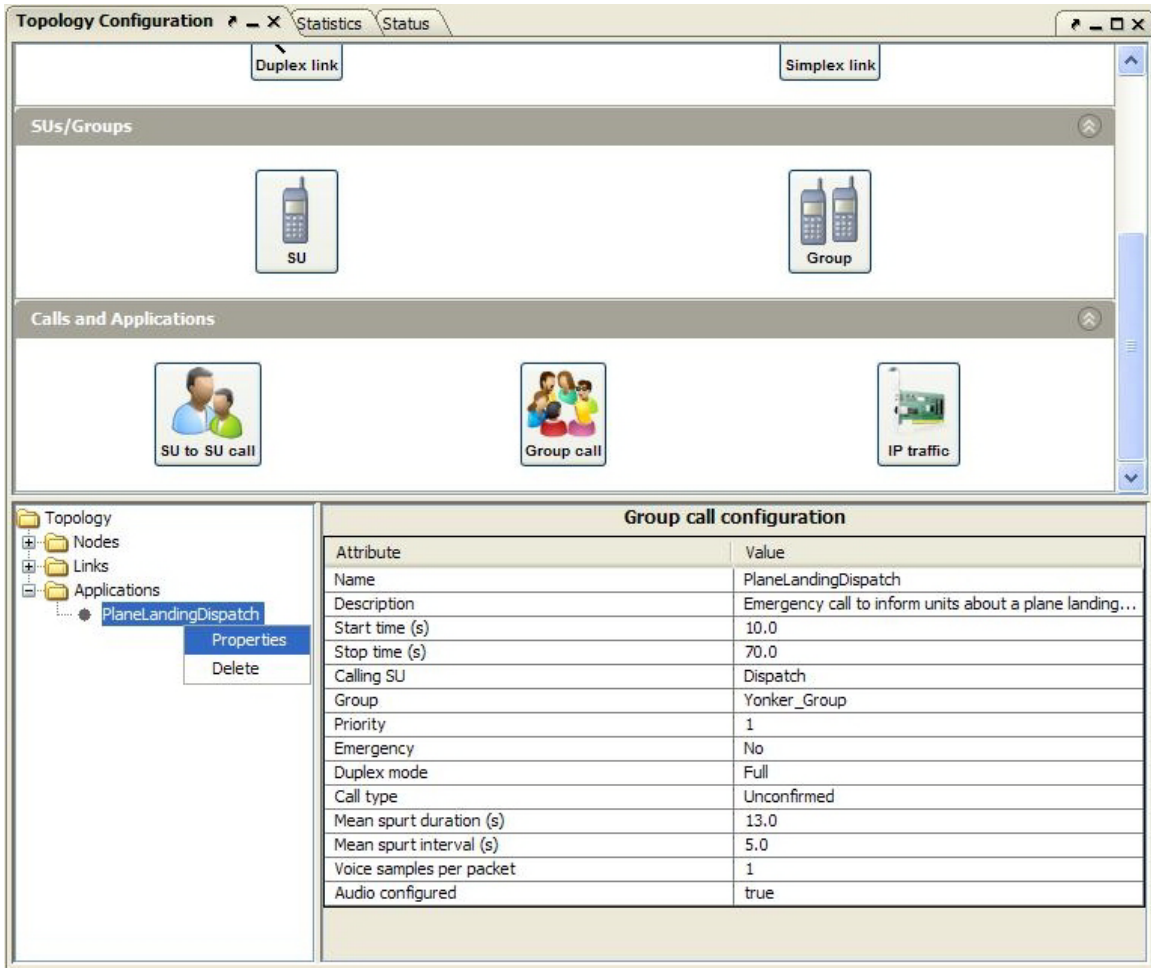 Topology Configuration Statistics Status
Duplex link Simplex link
SUs/Groups
SU Group
Calls and Applications
SU to SU call Group call IP traffic
Topology
Nodes
Links
Applications
PlaneLandingDispatch
Properties
Delete
Group call configuration
Attribute Value
Name PlaneLandingDispatch
Description Emergency call to inform units about a plane landing...
Start time (s) 10.0
Stop time (s) 70.0
Calling SU Dispatch
Group Yonker_Group
Priority 1
Emergency No
Duplex mode Full
Call type Unconfirmed
Mean spurt duration (s) 13.0
Mean spurt interval (s) 5.0
Voice samples per packet 1
Audio configured true